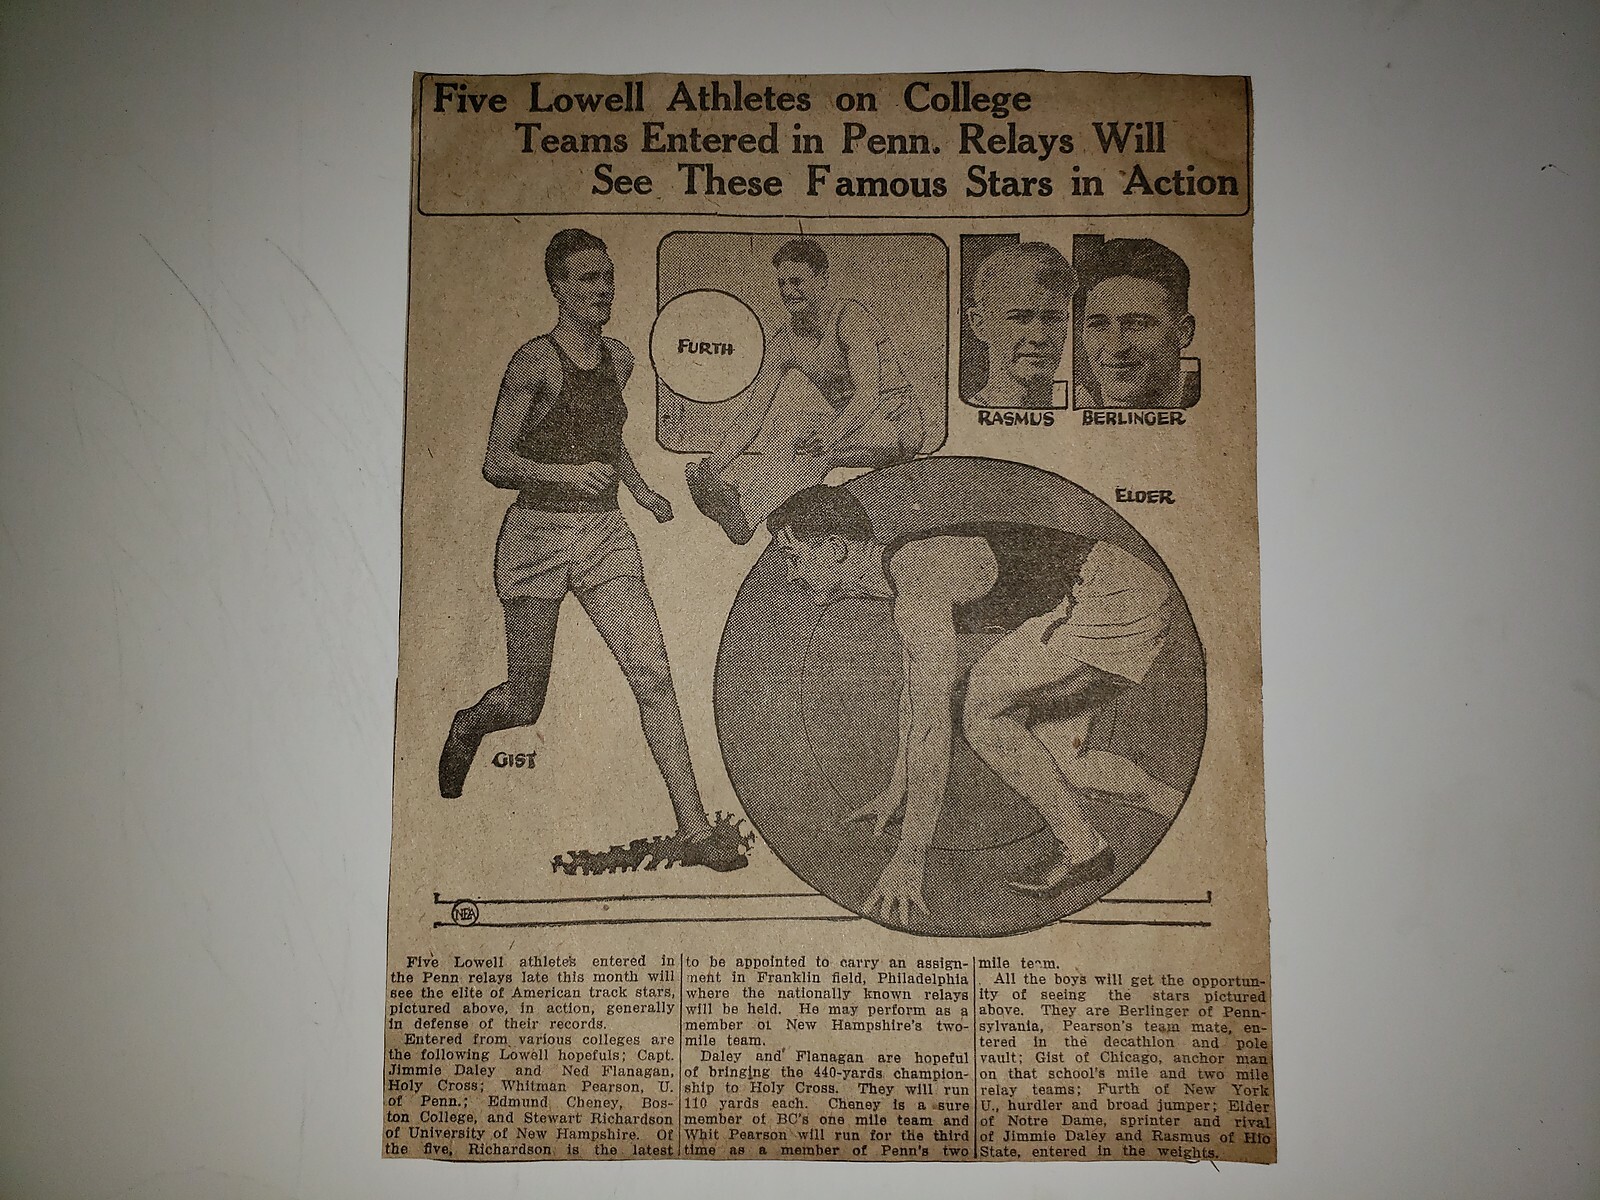 Five Lowell Athletes on College
Teams Entered in Penn. Relays Will
See These Famous Stars in Action
FURTH
RASMUS
BERLINGER
ELDER
GIST
NEA
Five Lowell athletes entered in
the Penn relays late this month will
see the elite of American track stars,
pictured above, in action, generally
in defense of their records.
Entered from various colleges are
the following Lowell hopefuls; Capt.
Jimmie Daley and Ned Flanagan,
Holy Cross; Whitman Pearson, U.
of Penn.; Edmund Cheney, Bos-
ton College, and Stewart Richardson
of University of New Hampshire. Of
the five, Richardson is the latest
to be appointed to carry an assign-
ment in Franklin field, Philadelphia
where the nationally known relays
will be held. He may perform as a
member of New Hampshire's two-
mile team.
Daley and Flanagan are hopeful
of bringing the 440-yards champion-
ship to Holy Cross. They will run
110 yards each. Cheney is a sure
member of BC's one mile team and
Whit Pearson will run for the third
time as a member of Penn's two
mile team.
All the boys will get the opportun-
ity of seeing the stars pictured
above. They are Berlinger of Penn-
sylvania, Pearson's team mate, en-
tered in the decathlon and pole
vault; Gist of Chicago, anchor man
on that school's mile and two mile
relay teams; Furth of New York
U., hurdler and broad jumper; Elder
of Notre Dame, sprinter and rival
of Jimmie Daley and Rasmus of Hio
State, entered in the weights.